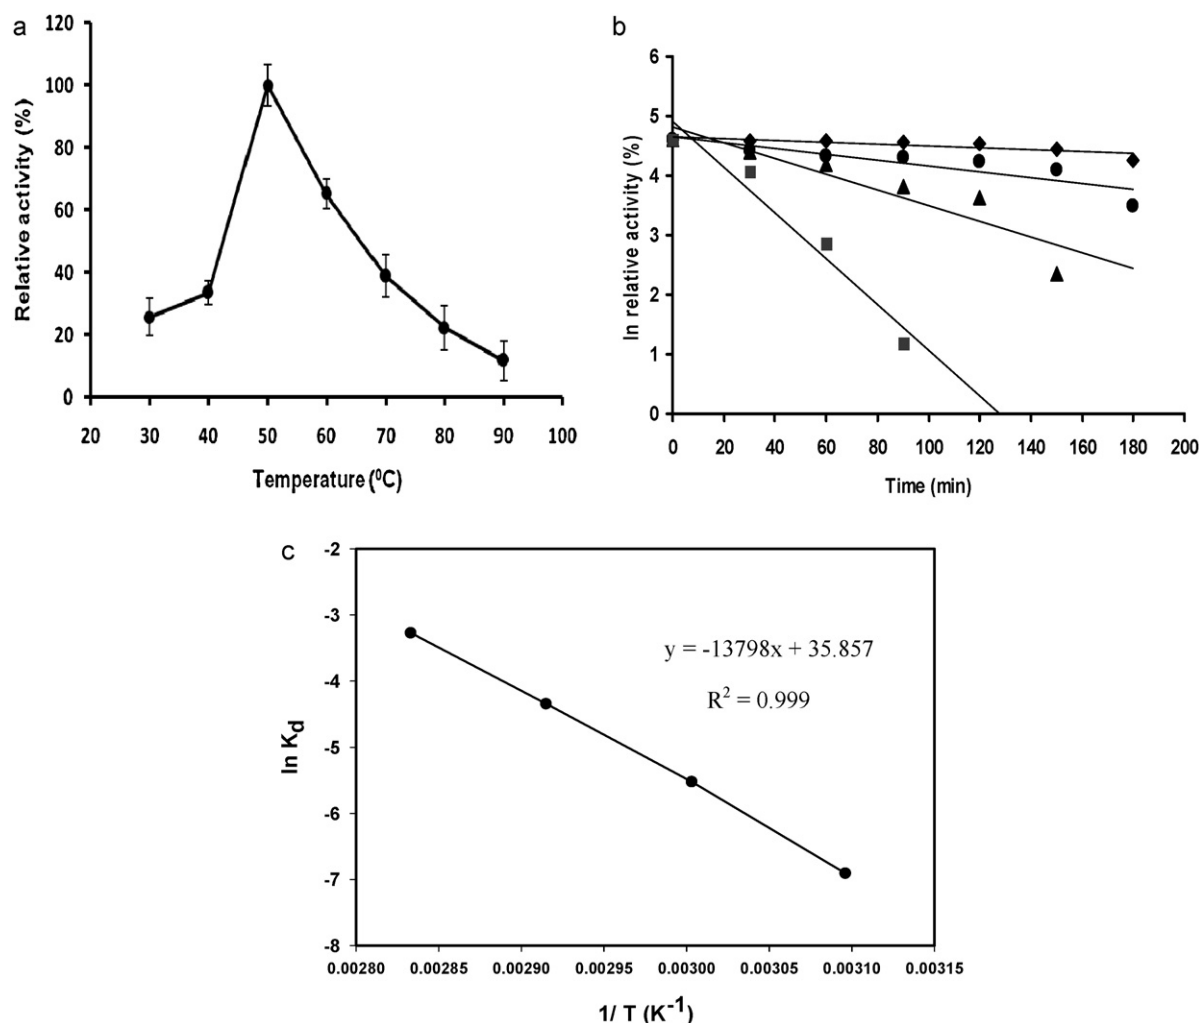 a
120
100
80
60
40
20
0
20 30 40 50 60 70 80 90 100
Relative activity (%)
Temperature (⁰C)
b
6
5
4
3
2
1
0
0 20 40 60 80 100 120 140 160 180 200
ln relative activity (%)
Time (min)
c
-2
-3
-4
-5
-6
-7
-8
y = -13798x + 35.857
R² = 0.999
0.00280 0.00285 0.00290 0.00295 0.00300 0.00305 0.00310 0.00315
ln Kd
1/ T (K⁻¹)